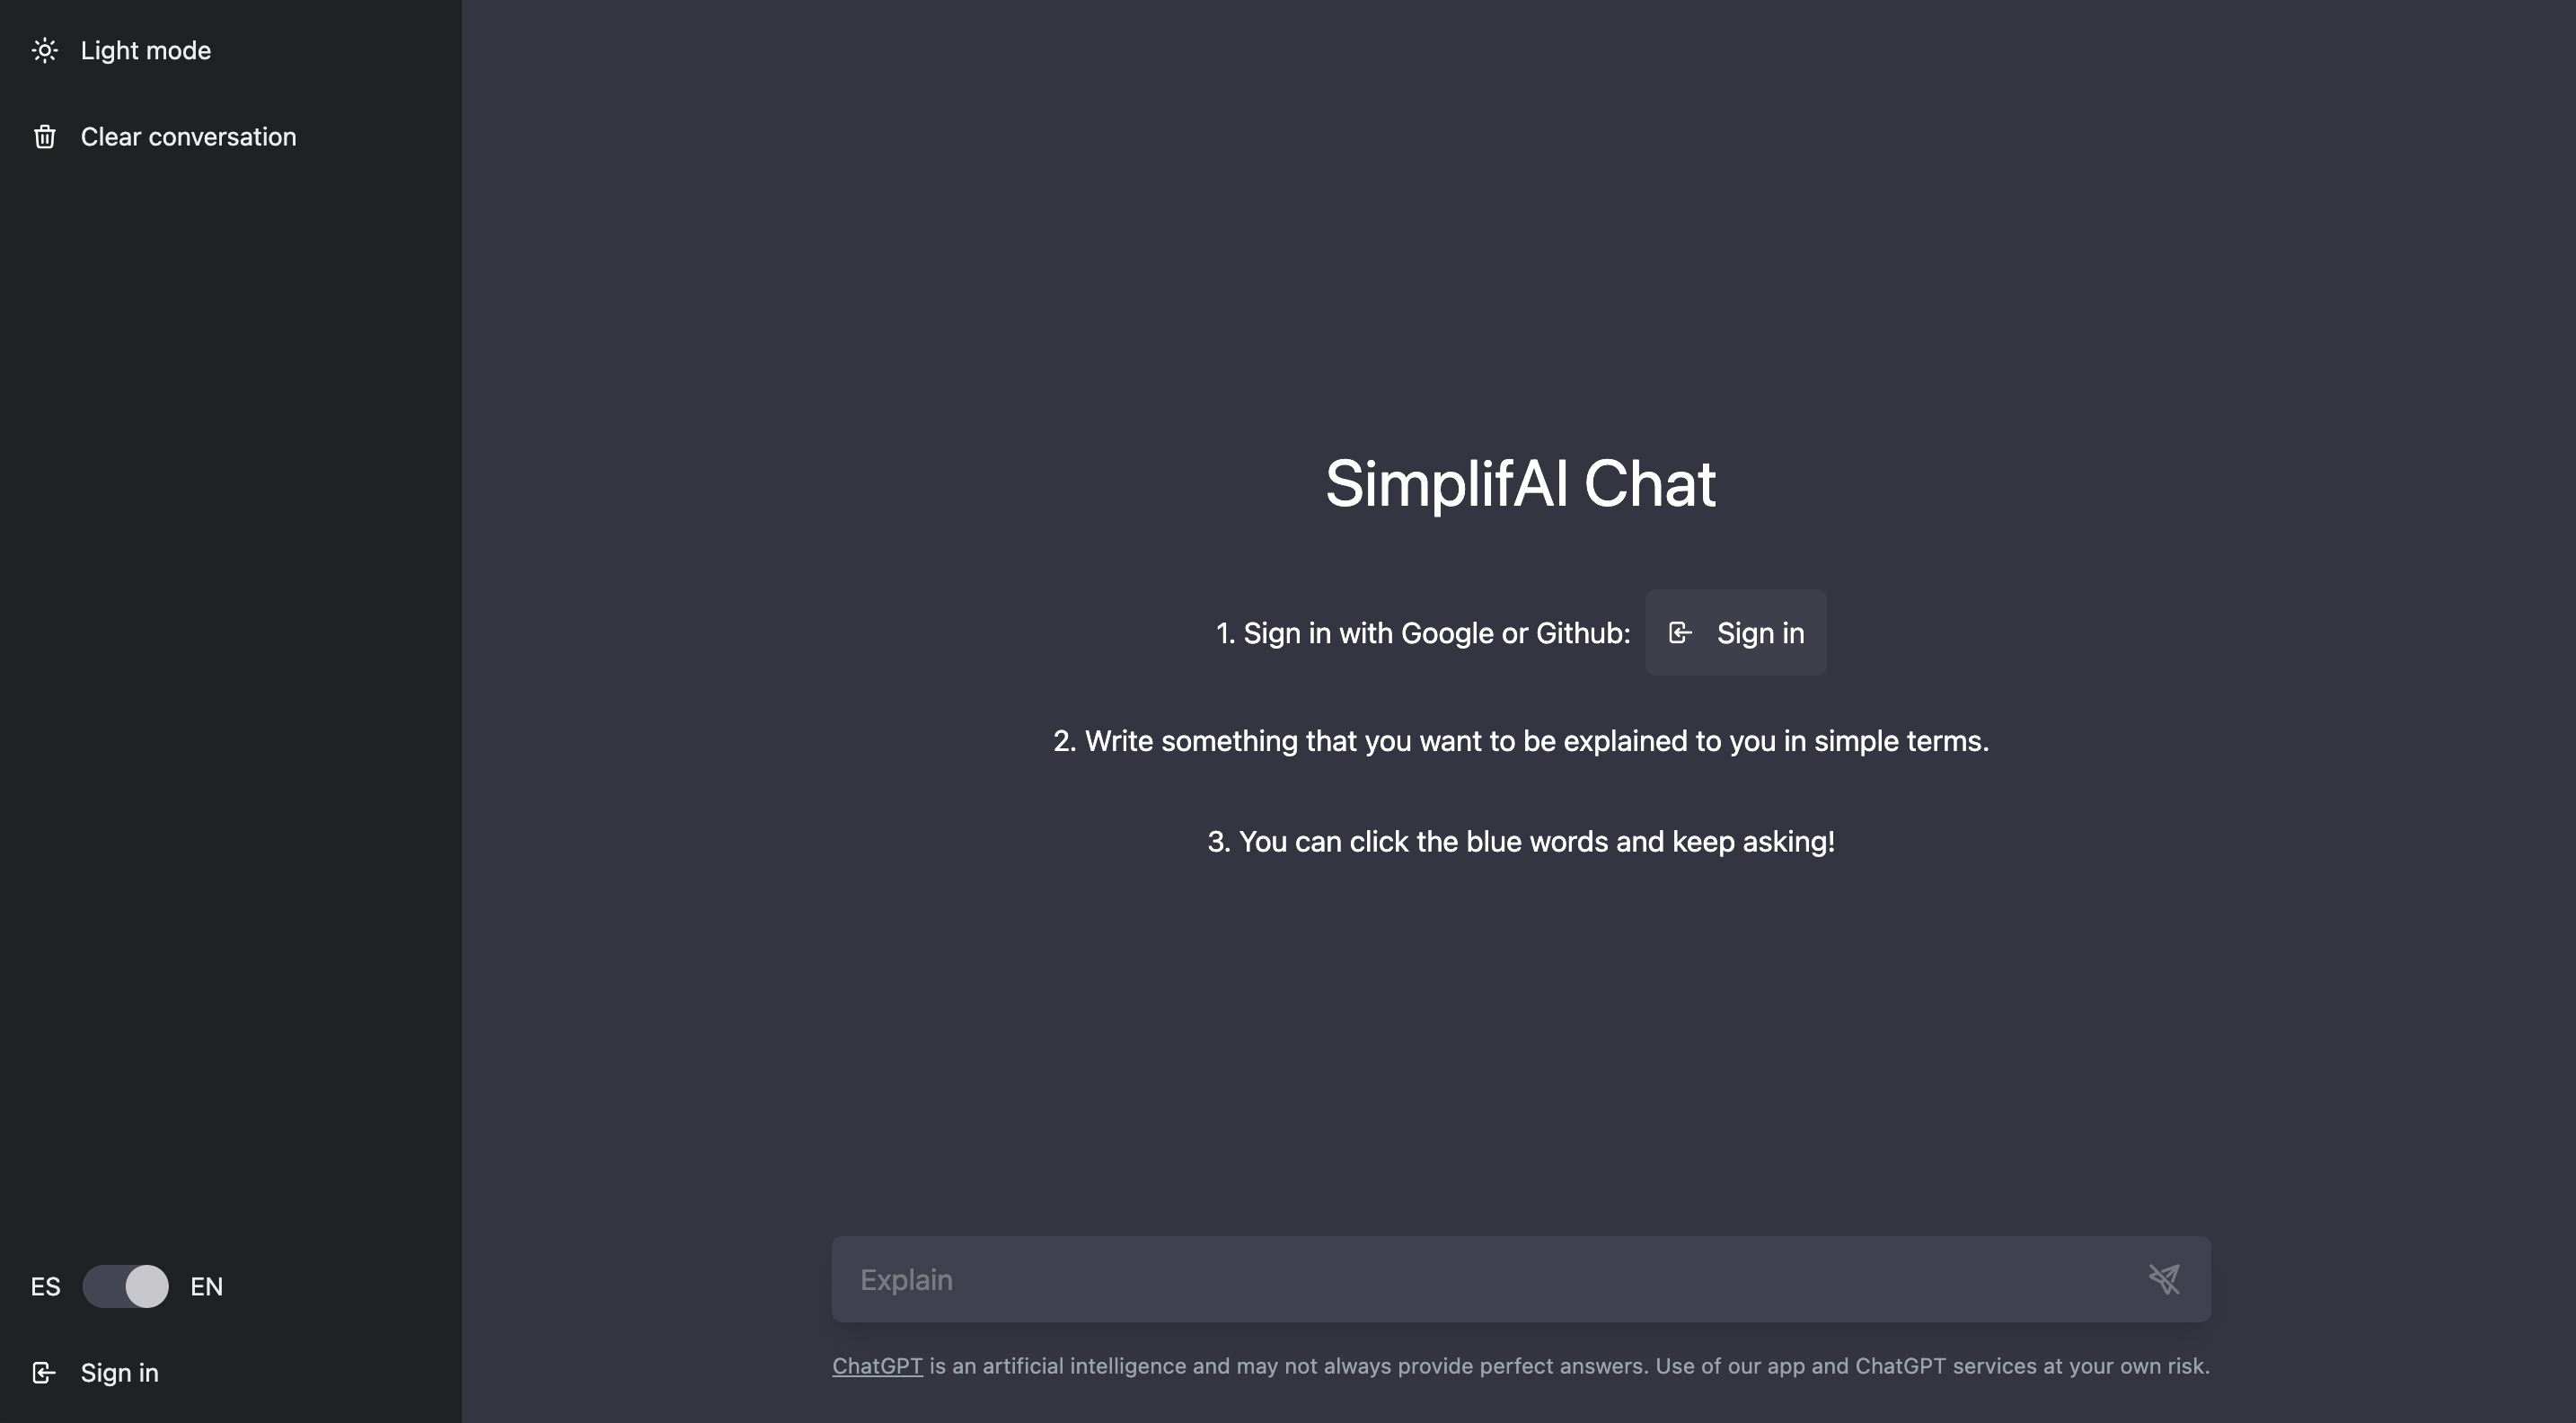 Light mode
Clear conversation
SimplifAI Chat
1. Sign in with Google or Github:
Sign in
2. Write something that you want to be explained to you in simple terms.
3. You can click the blue words and keep asking!
Explain
ChatGPT is an artificial intelligence and may not always provide perfect answers. Use of our app and ChatGPT services at your own risk.
ES EN
Sign in